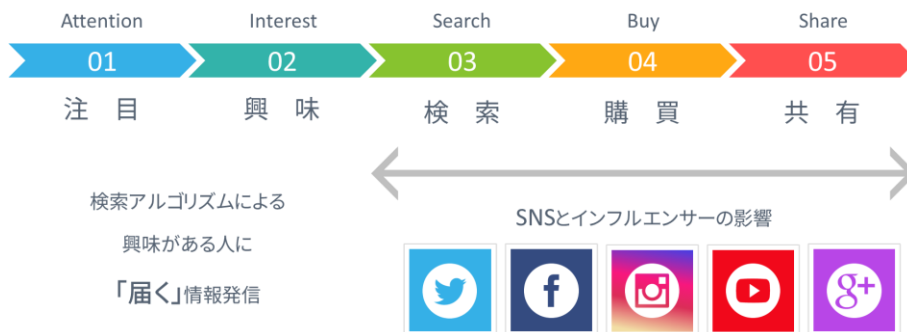 Attention Interest Search Buy Share
01 02 03 04 05
注 目 興 味 検 索 購 買 共 有
検索アルゴリズムによる
興味がある人に
「届く」情報発信
SNSとインフルエンサーの影響
f g+